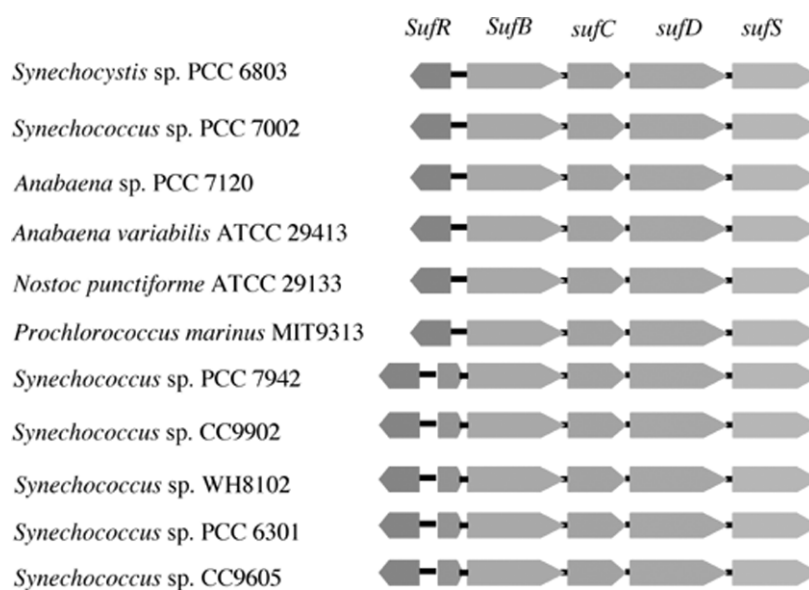 SufR SufB sufC sufD sufS
Synechocystis sp. PCC 6803
Synechococcus sp. PCC 7002
Anabaena sp. PCC 7120
Anabaena variabilis ATCC 29413
Nostoc punctiforme ATCC 29133
Prochlorococcus marinus MIT9313
Synechococcus sp. PCC 7942
Synechococcus sp. CC9902
Synechococcus sp. WH8102
Synechococcus sp. PCC 6301
Synechococcus sp. CC9605